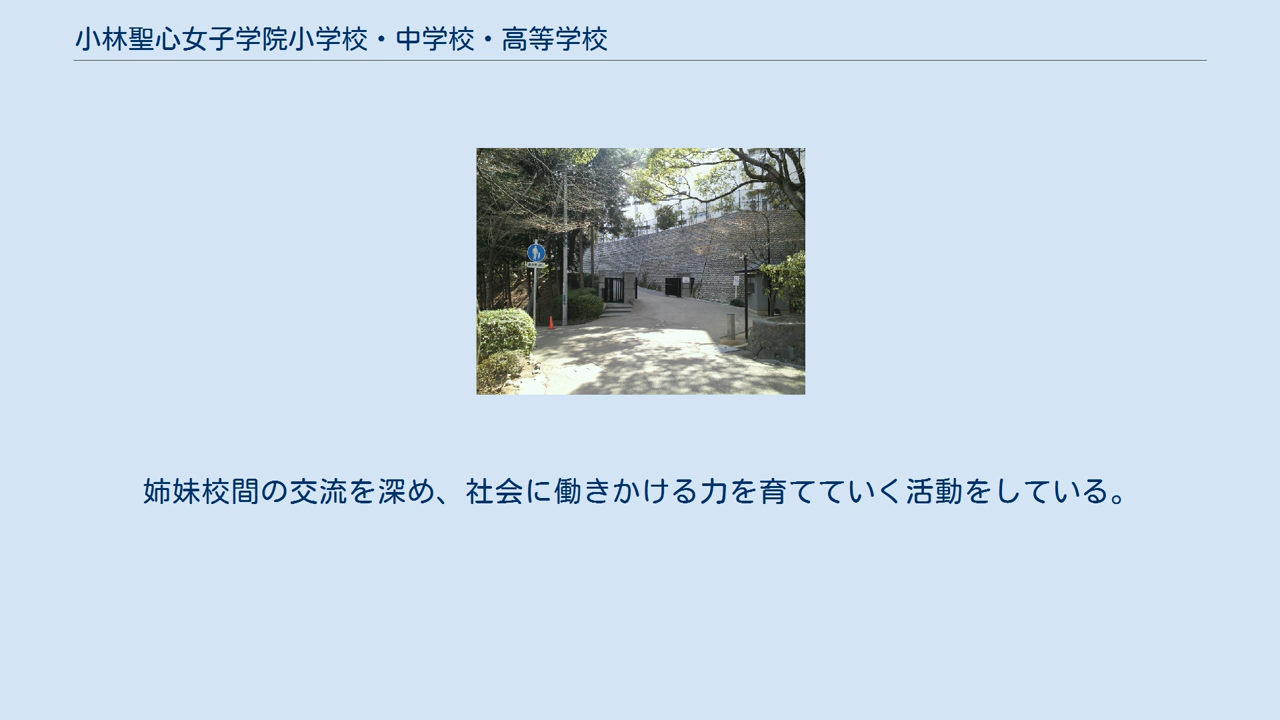 小林聖心女子学院小学校・中学校・高等学校
姉妹校間の交流を深め、社会に働きかける力を育てていく活動をしている。